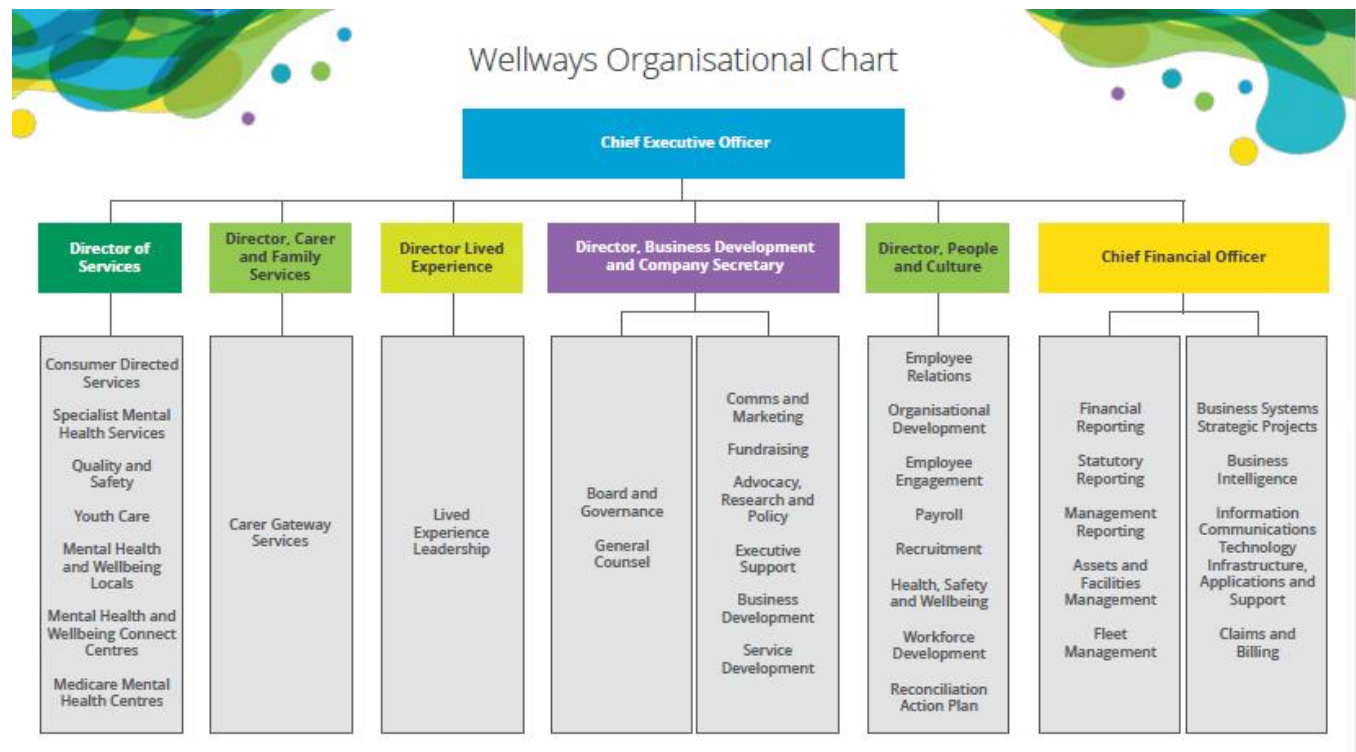 Wellways Organisational Chart
Chief Executive Officer
Director of
Services
Director, Carer
and Family
Services
Director Lived
Experience
Director, Business Development
and Company Secretary
Director, People
and Culture
Chief Financial Officer
Consumer Directed
Services
Specialist Mental
Health Services
Quality and
Safety
Youth Care
Mental Health
and Wellbeing
Locals
Mental Health and
Wellbeing Connect
Centres
Medicare Mental
Health Centres
Carer Gateway
Services
Lived
Experience
Leadership
Board and
Governance
General
Counsel
Comms and
Marketing
Fundraising
Advocacy,
Research and
Policy
Executive
Support
Business
Development
Service
Development
Employee
Relations
Organisational
Development
Employee
Engagement
Payroll
Recruitment
Health, Safety
and Wellbeing
Workforce
Development
Reconciliation
Action Plan
Financial
Reporting
Statutory
Reporting
Management
Reporting
Assets and
Facilities
Management
Fleet
Management
Business Systems
Strategic Projects
Business
Intelligence
Information
Communications
Technology
Infrastructure,
Applications and
Support
Claims and
Billing